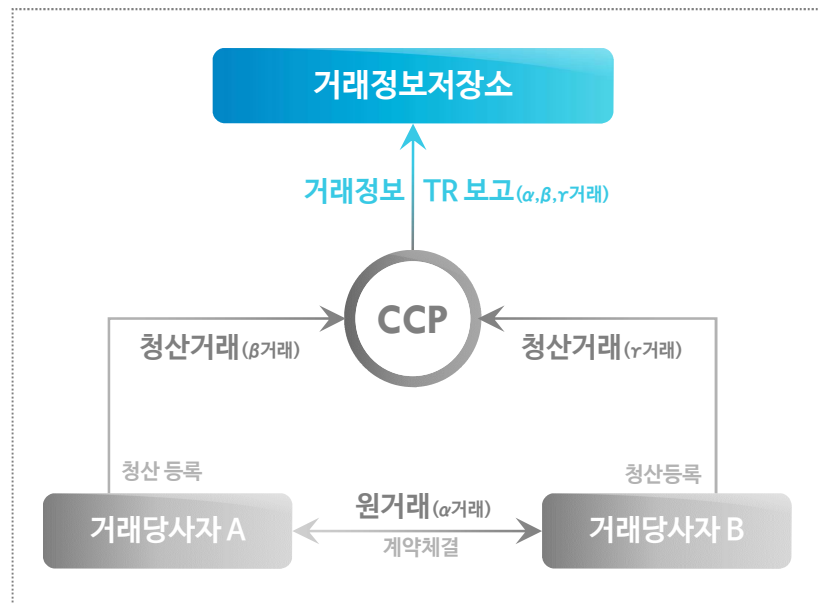 거래정보저장소
거래정보 TR 보고(α,β,γ거래)
CCP
청산거래(β거래)
청산거래(γ거래)
청산 등록
청산등록
원거래(α거래)
거래당사자 A
거래당사자 B
계약체결